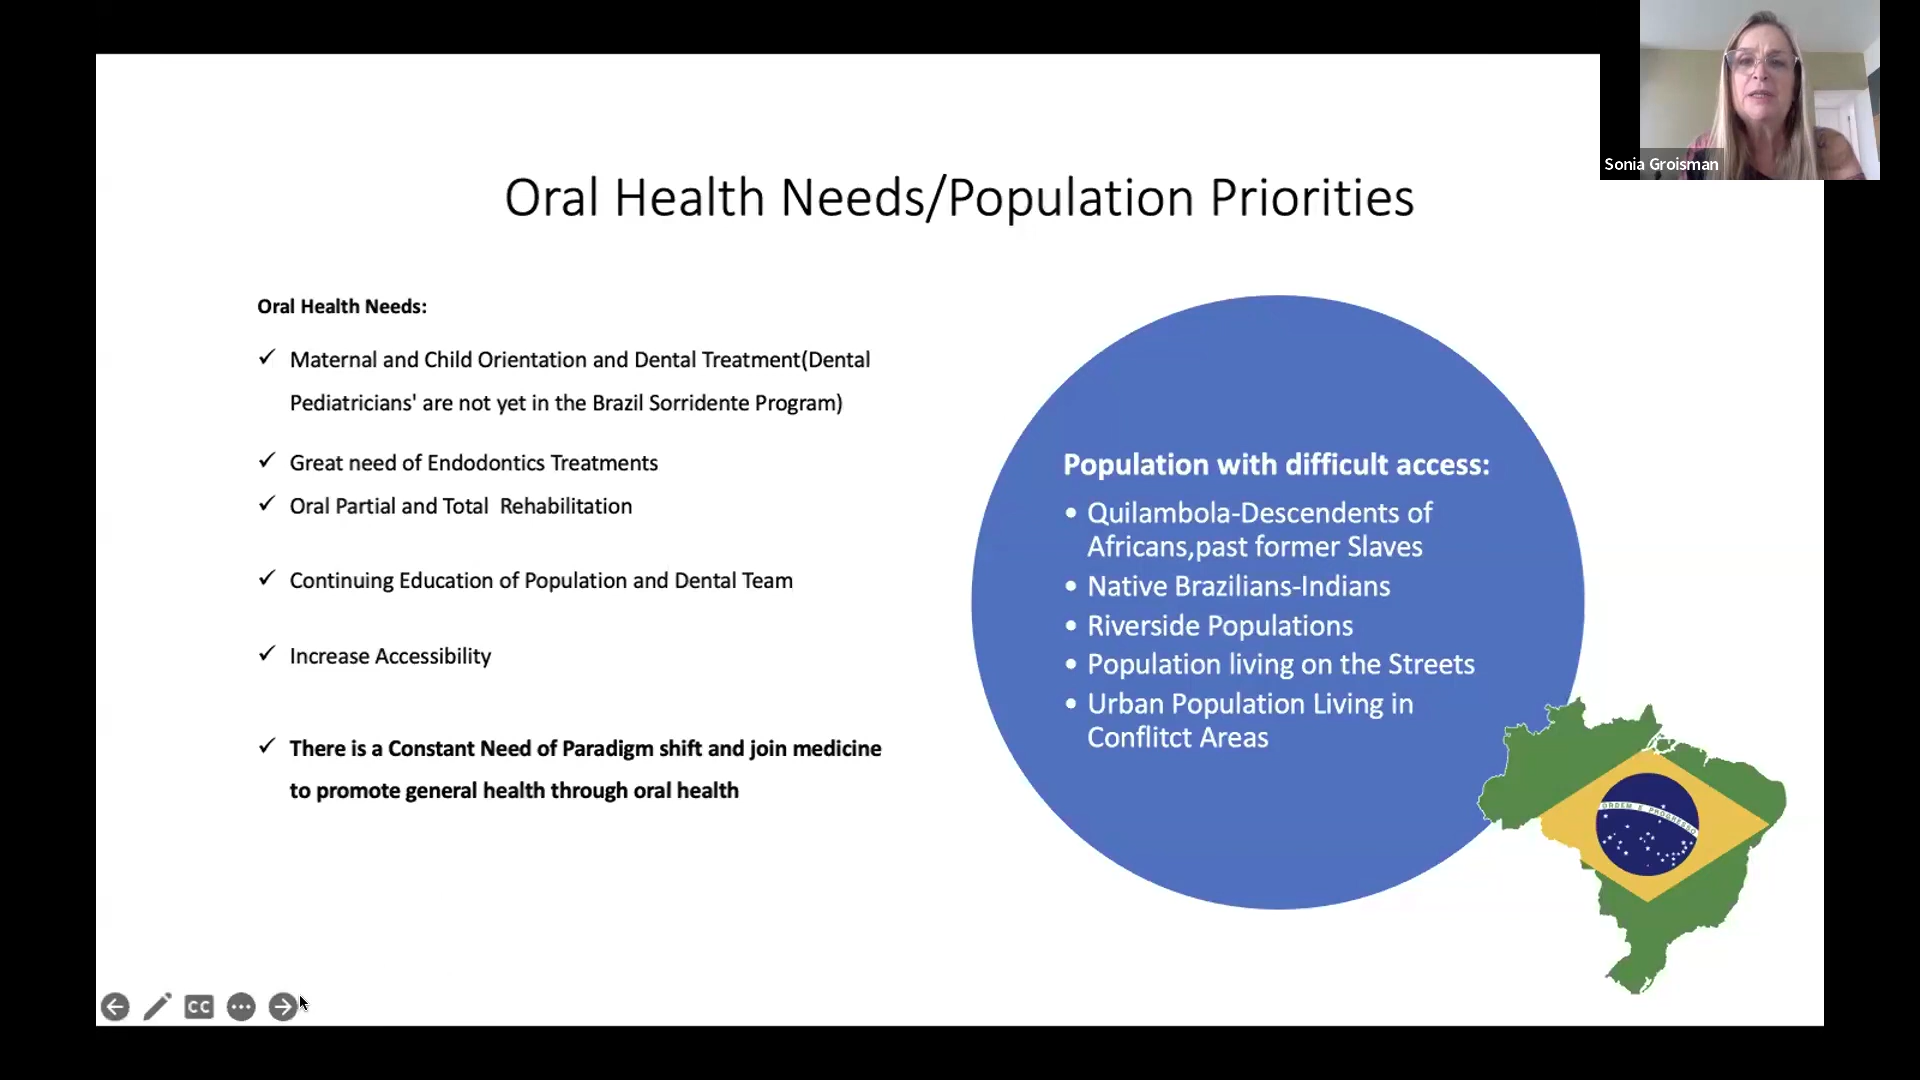 Sonia Groisman
Oral Health Needs/Population Priorities
Oral Health Needs:
✓ Maternal and Child Orientation and Dental Treatment(Dental
Pediatricians' are not yet in the Brazil Sorridente Program)
✓ Great need of Endodontics Treatments
✓ Oral Partial and Total Rehabilitation
✓ Continuing Education of Population and Dental Team
✓ Increase Accessibility
✓ There is a Constant Need of Paradigm shift and join medicine
to promote general health through oral health
Population with difficult access:
• Quilambola-Descendents of
Africans,past former Slaves
• Native Brazilians-Indians
• Riverside Populations
• Population living on the Streets
• Urban Population Living in
Conflitct Areas
ORDEM E PROGRESSO
CC